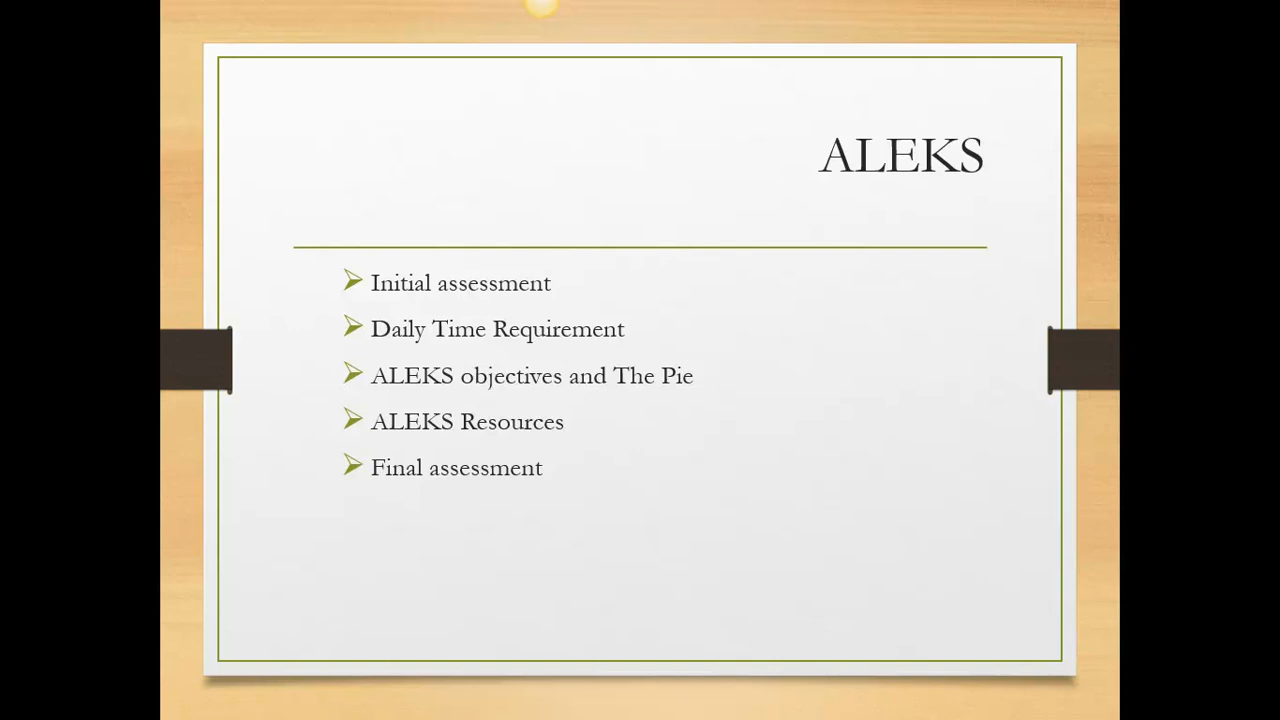 ALEKS
Initial assessment
Daily Time Requirement
ALEKS objectives and The Pie
ALEKS Resources
Final assessment